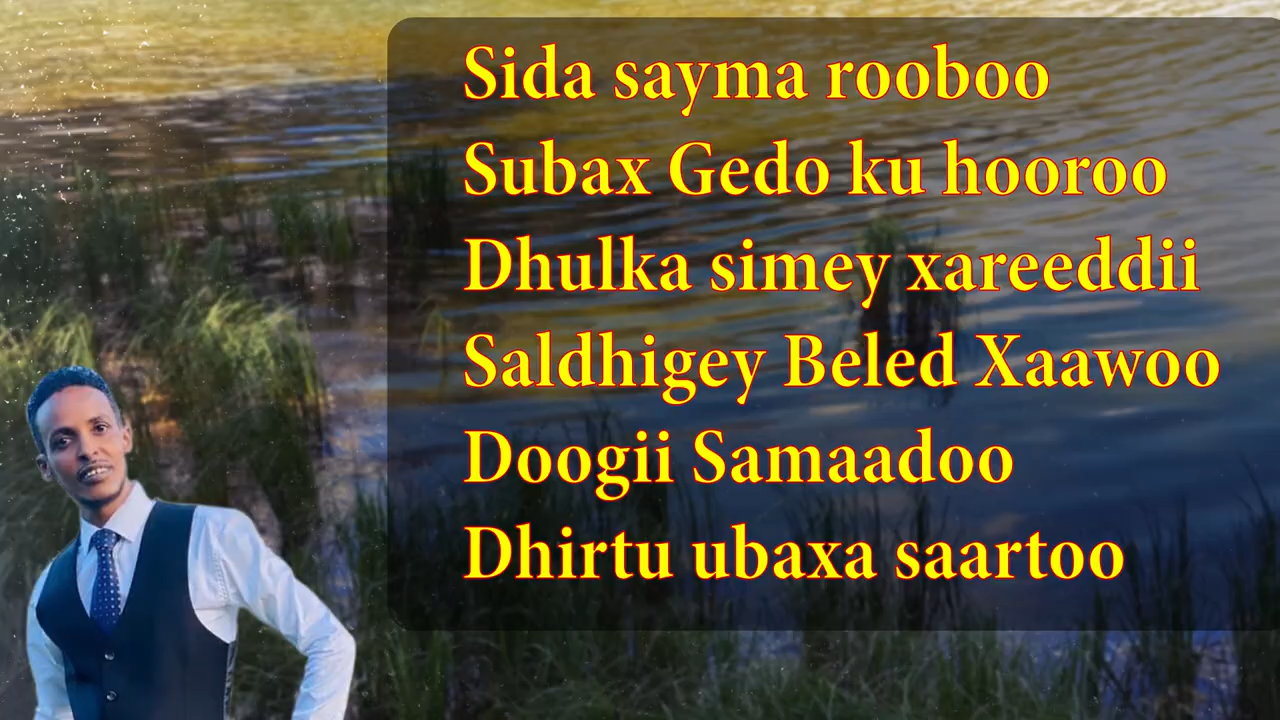 Sida sayma rooboo
Subax Gedo ku hooroo
Dhulka simey xareeddii
Saldhigey Beled Xaawoo
Doogii Samaadoo
Dhirtu ubaxa saartoo